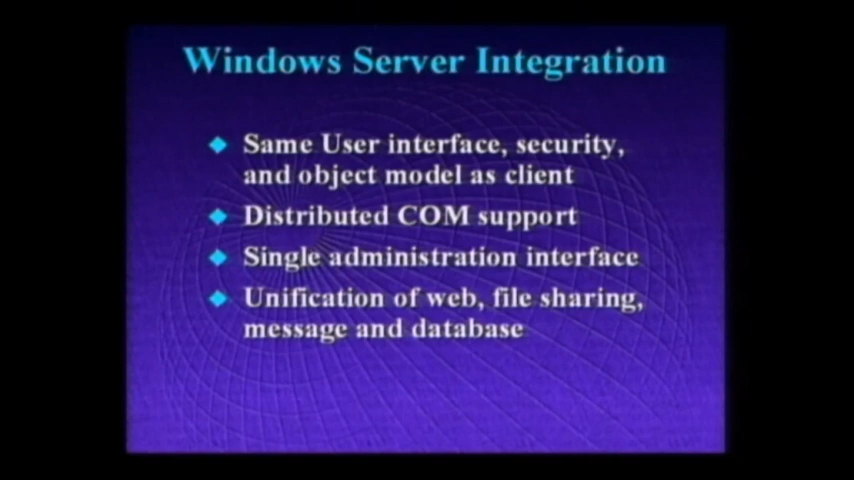 Windows Server Integration
Same User interface, security,
and object model as client
Distributed COM support
Single administration interface
Unification of web, file sharing,
message and database